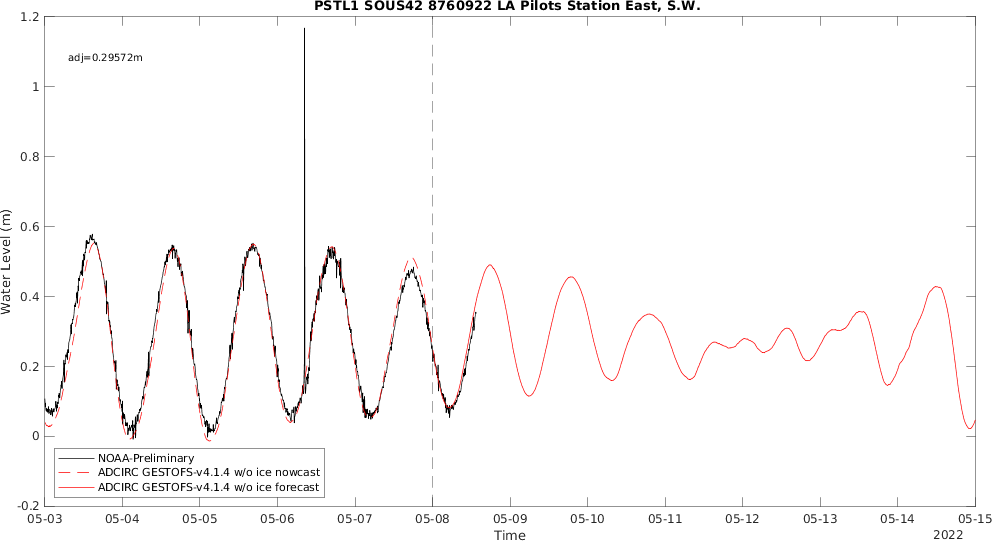 PSTL1 SOUS42 8760922 LA Pilots Station East, S.W.
adj=0.29572m
Water Level (m)
1.2
1
0.8
0.6
0.4
0.2
0
-0.2
NOAA-Preliminary
ADCIRC GESTOFS-v4.1.4 w/o ice nowcast
ADCIRC GESTOFS-v4.1.4 w/o ice forecast
05-03 05-04 05-05 05-06 05-07 05-08 05-09 05-10 05-11 05-12 05-13 05-14 05-15
Time
2022